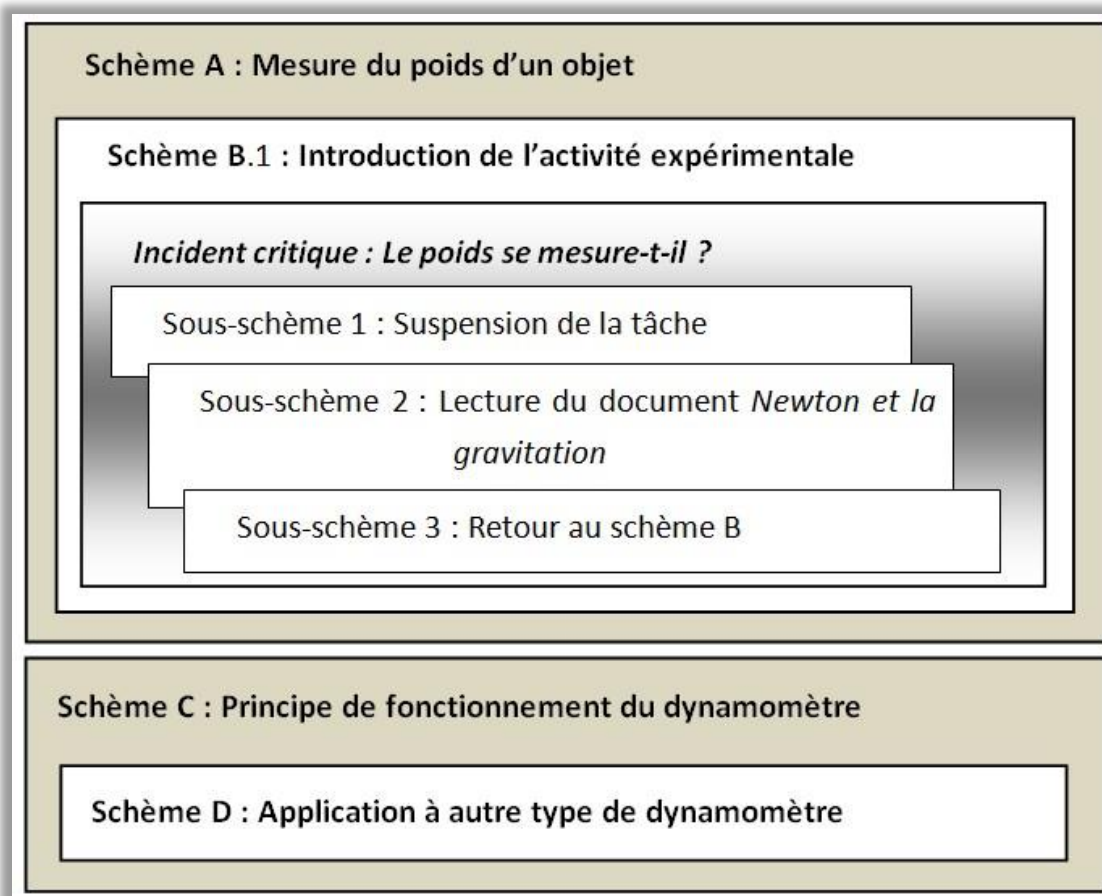 Schème A : Mesure du poids d'un objet
Schème B.1 : Introduction de l'activité expérimentale
Incident critique : Le poids se mesure-t-il ?
Sous-schème 1 : Suspension de la tâche
Sous-schème 2 : Lecture du document Newton et la
gravitation
Sous-schème 3 : Retour au schème B
Schème C : Principe de fonctionnement du dynamomètre
Schème D : Application à autre type de dynamomètre